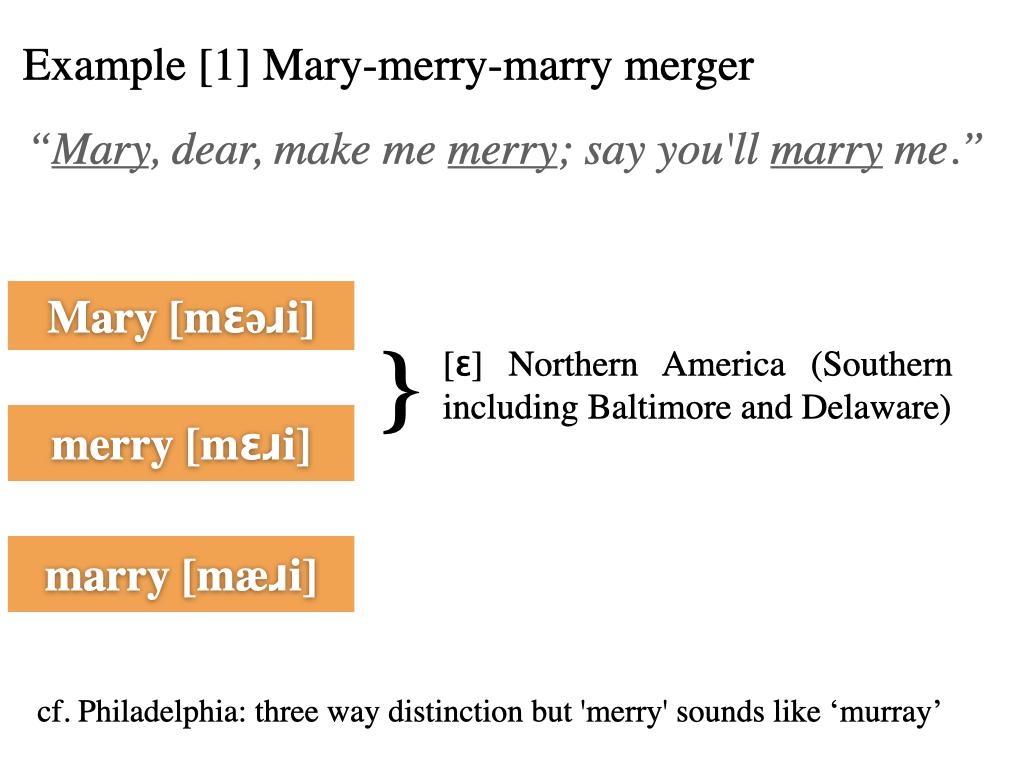 Example [1] Mary-merry-marry merger
“Mary, dear, make me merry; say you'll marry me.”
Mary [mɛəɹi]
merry [mɛɹi]
marry [mæɹi]
}
[ɛ] Northern America (Southern
including Baltimore and Delaware)
cf. Philadelphia: three way distinction but 'merry' sounds like ‘murray’